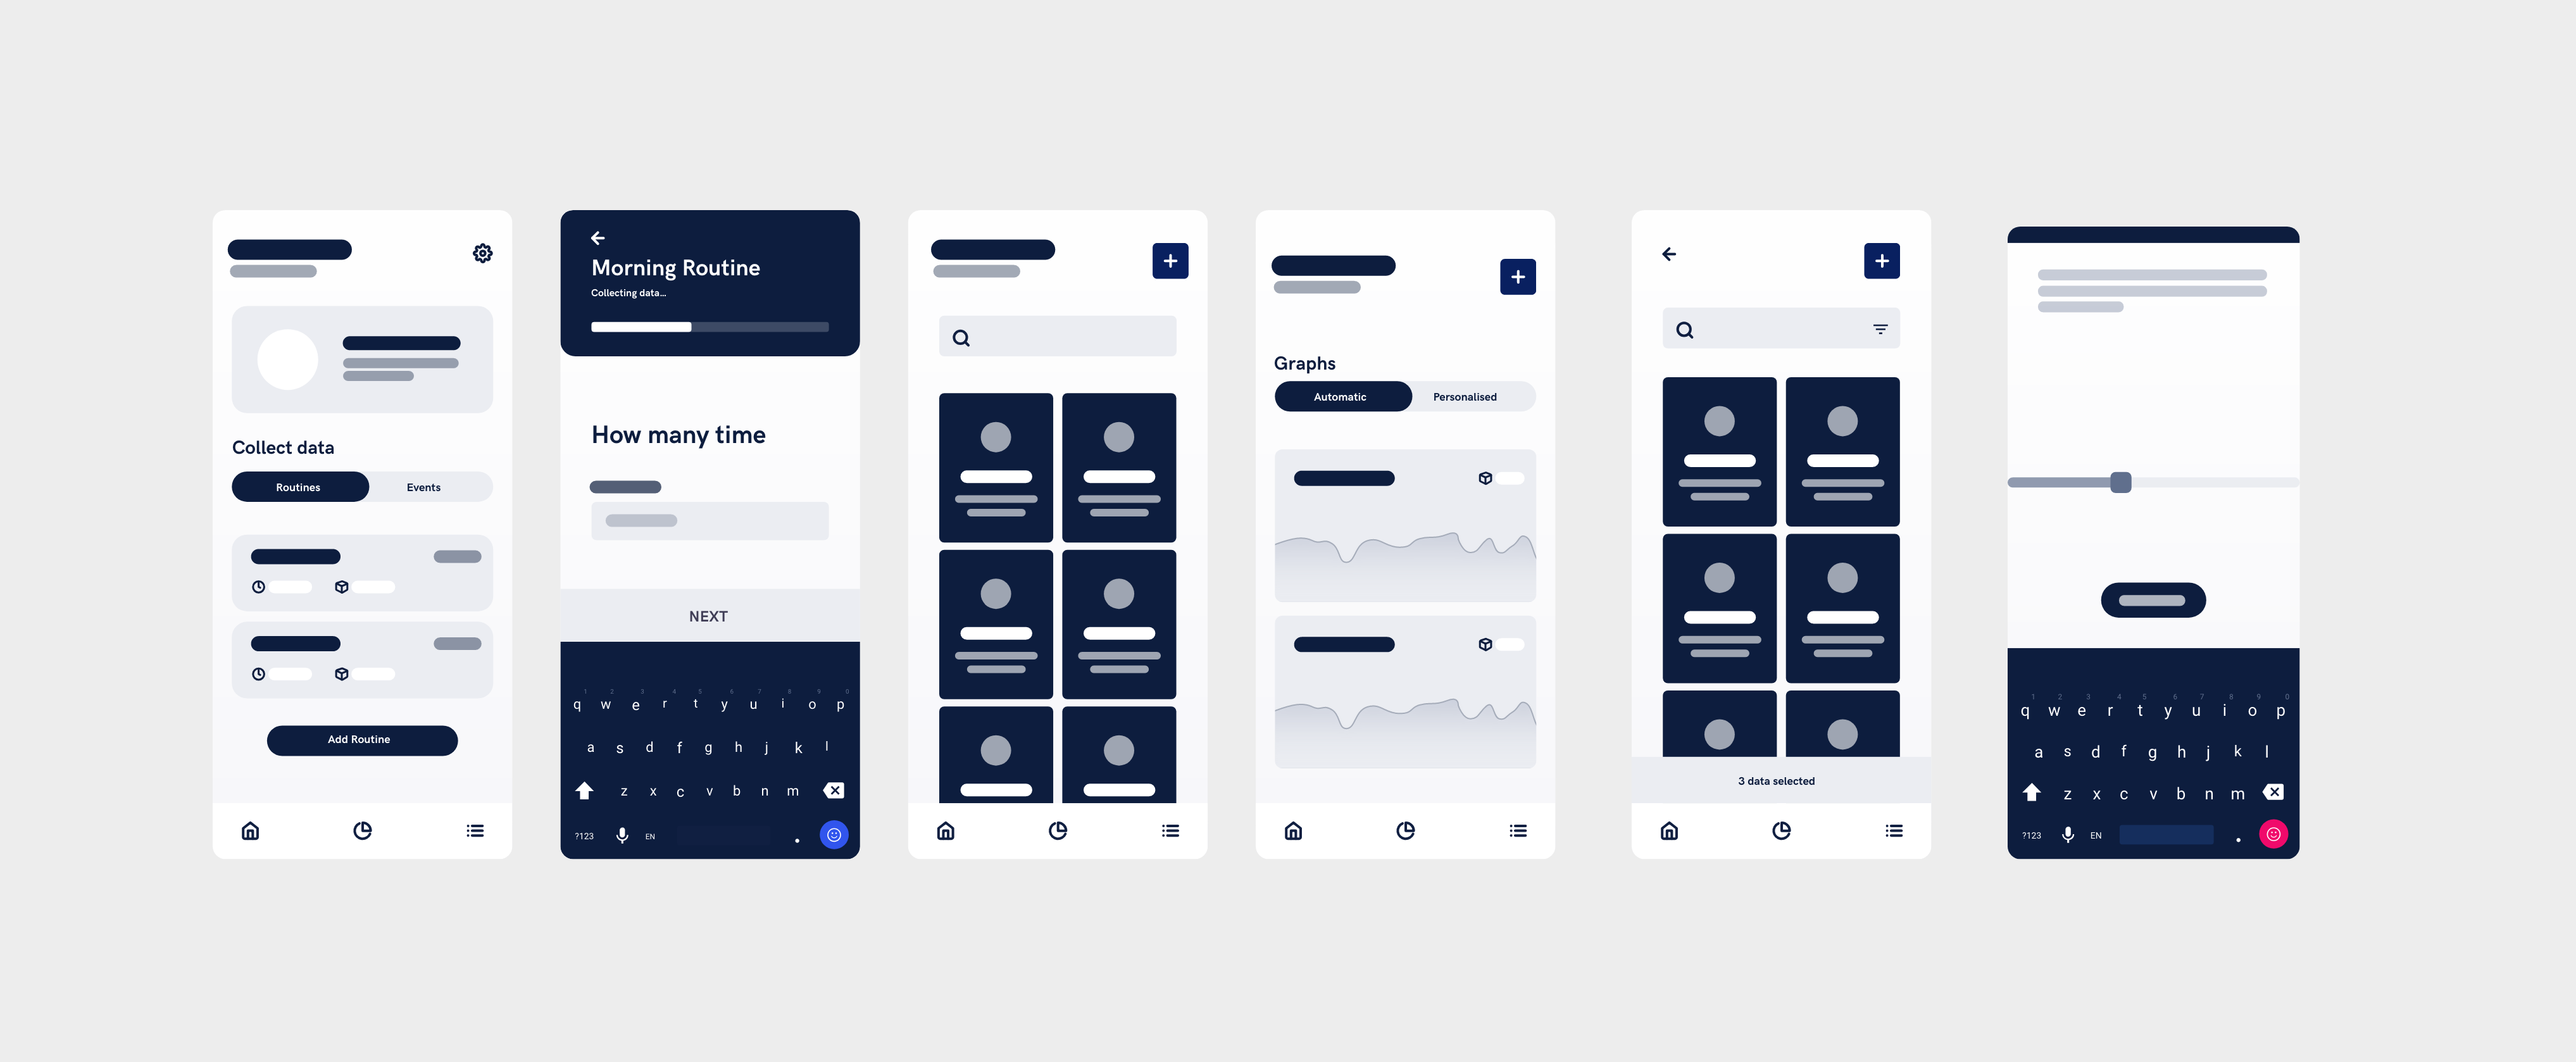 Collect data
Routines Events
Add Routine
Morning Routine
Collecting data...
How many time
NEXT
1 2 3 4 5 6 7 8 9 0
q w e r t y u i o p
a s d f g h j k l
z x c v b n m
?123 EN .
Graphs
Automatic Personalised
3 data selected
1 2 3 4 5 6 7 8 9 0
q w e r t y u i o p
a s d f g h j k l
z x c v b n m
?123 EN .